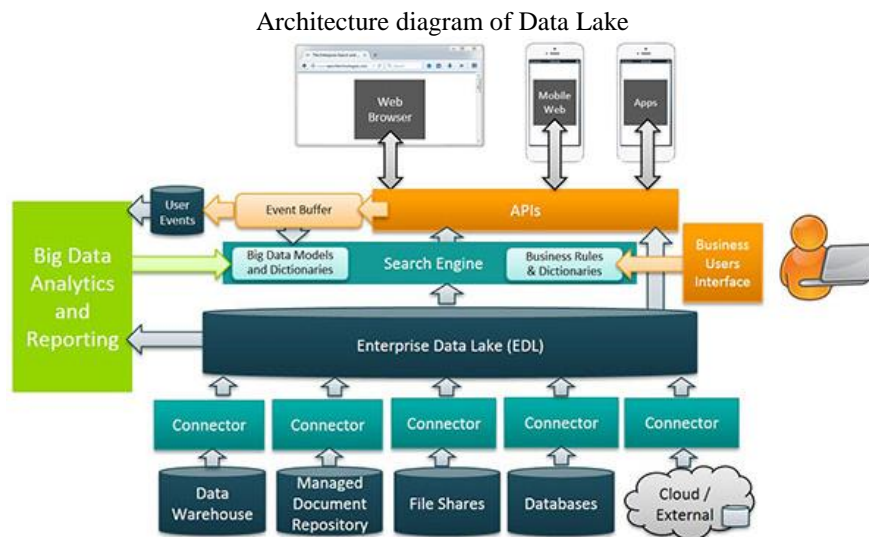 Architecture diagram of Data Lake
Web
Browser
Mobile
Web
Apps
User
Events
Event Buffer
APIs
Big Data
Analytics
and
Reporting
Big Data Models
and Dictionaries
Search Engine
Business Rules
& Dictionaries
Business
Users
Interface
Enterprise Data Lake (EDL)
Connector
Connector
Connector
Connector
Connector
Data
Warehouse
Managed
Document
Repository
File Shares
Databases
Cloud /
External